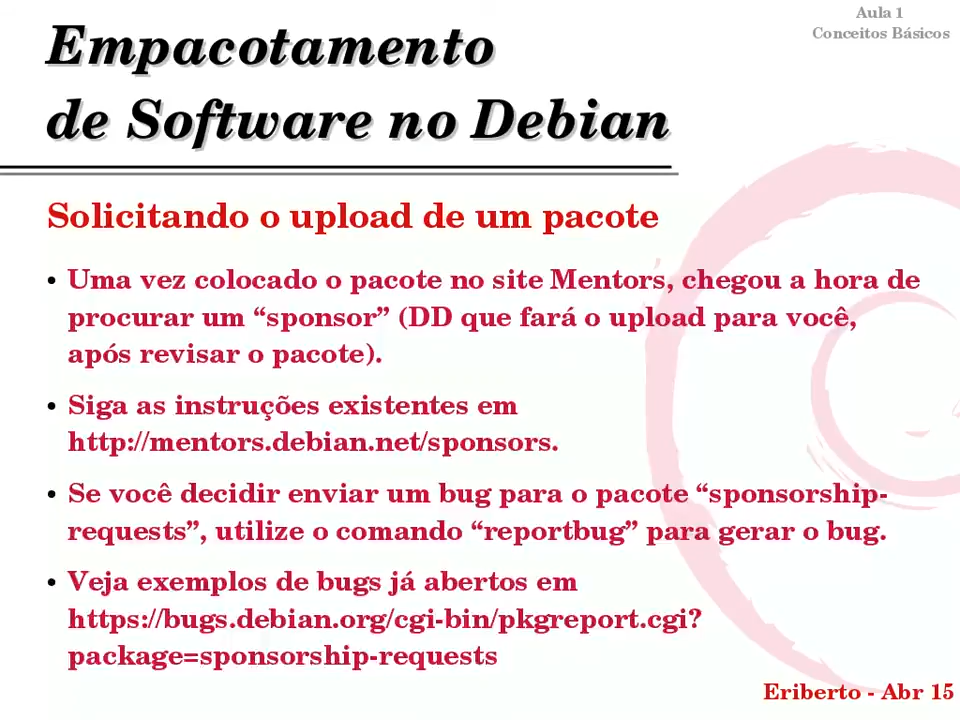 Aula 1
Conceitos Básicos
Empacotamento
de Software no Debian
Solicitando o upload de um pacote
• Uma vez colocado o pacote no site Mentors, chegou a hora de
procurar um “sponsor” (DD que fará o upload para você,
após revisar o pacote).
• Siga as instruções existentes em
http://mentors.debian.net/sponsors.
• Se você decidir enviar um bug para o pacote “sponsorship-
requests”, utilize o comando “reportbug” para gerar o bug.
• Veja exemplos de bugs já abertos em
https://bugs.debian.org/cgi-bin/pkgreport.cgi?
package=sponsorship-requests
Eriberto - Abr 15